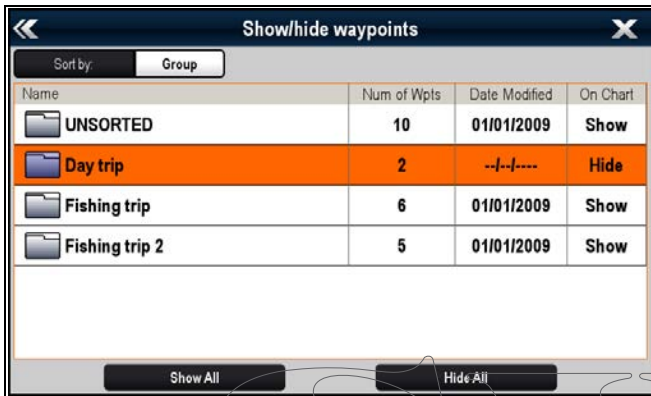 Show/hide waypoints
Sort by: Group
Name Num of Wpts Date Modified On Chart
UNSORTED 10 01/01/2009 Show
Day trip 2 --/--/---- Hide
Fishing trip 6 01/01/2009 Show
Fishing trip 2 5 01/01/2009 Show
Show All Hide All